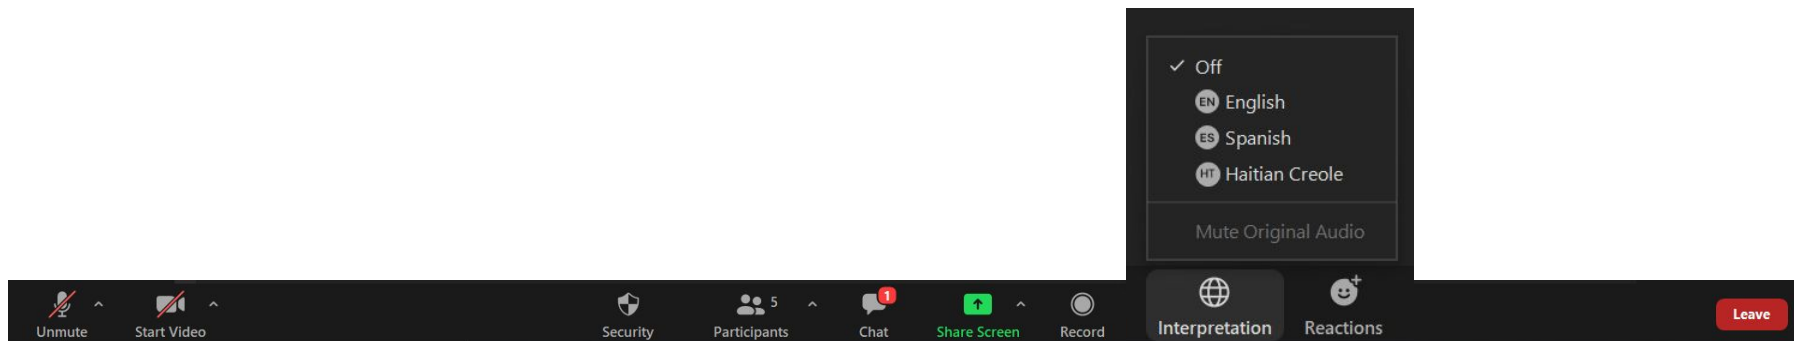 Off
EN English
ES Spanish
HT Haitian Creole
Mute Original Audio
Unmute
Start Video
Security
5
Participants
1
Chat
Share Screen
Record
Interpretation
Reactions
Leave